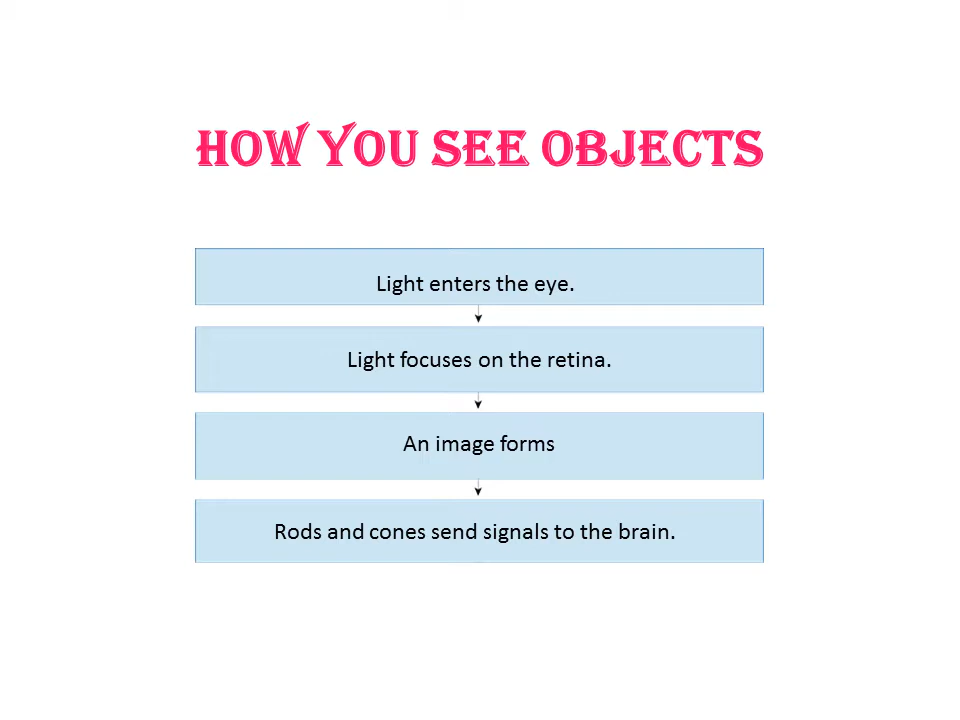 HOW YOU SEE OBJECTS
Light enters the eye.
Light focuses on the retina.
An image forms
Rods and cones send signals to the brain.